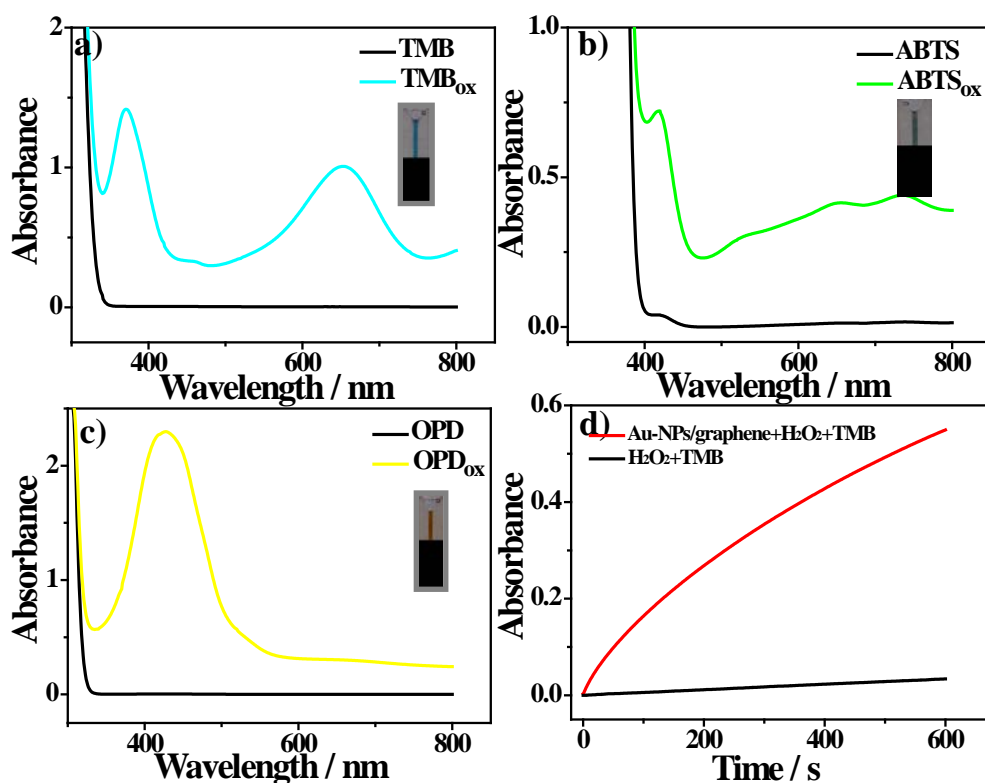 a)
TMB
TMBox
2
1
0
Absorbance
400
600
800
Wavelength / nm
b)
ABTS
ABTSox
1.0
0.5
0.0
Absorbance
400
600
800
Wavelength / nm
c)
OPD
OPDox
2
1
0
Absorbance
400
600
800
Wavelength / nm
d)
Au-NPs/graphene+H₂O₂+TMB
H₂O₂+TMB
0.6
0.4
0.2
0.0
Absorbance
0
200
400
600
Time / s